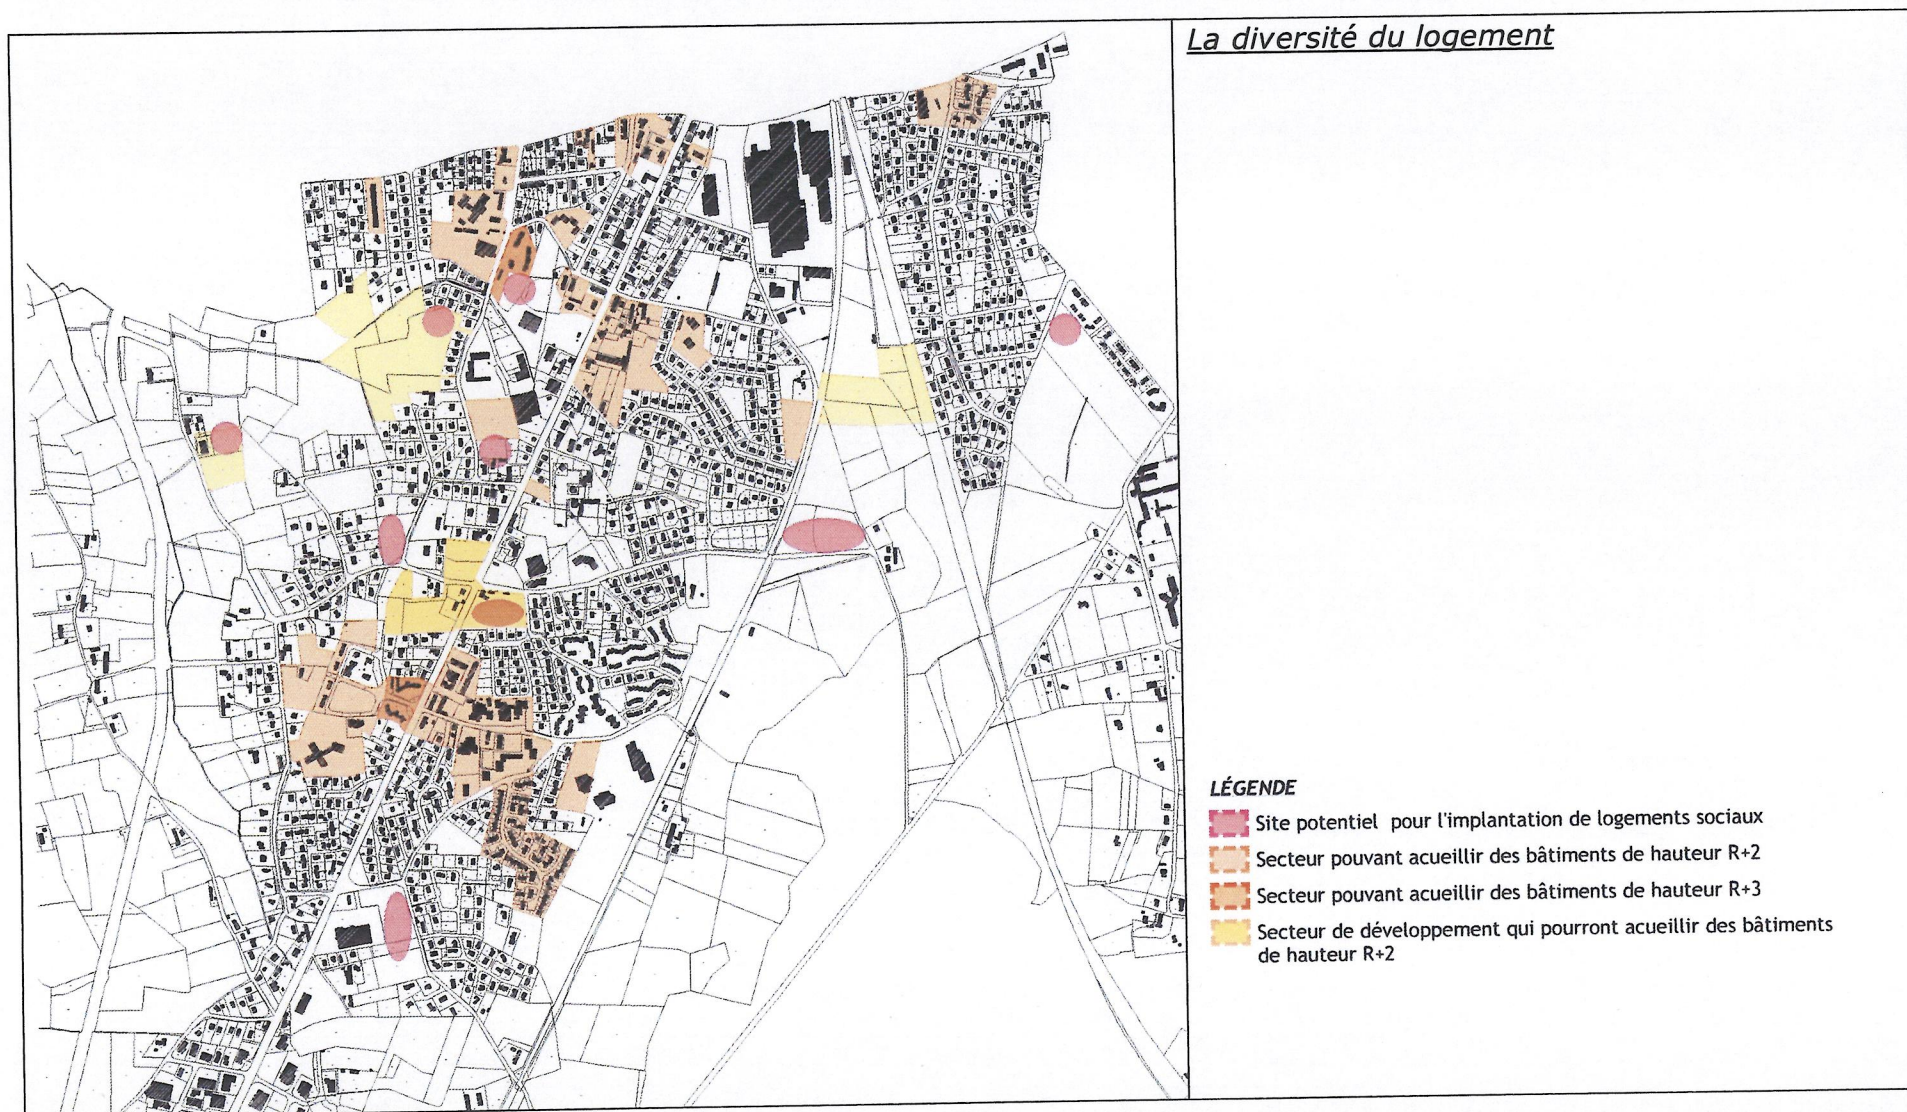 La diversité du logement
LÉGENDE
Site potentiel pour l'implantation de logements sociaux
Secteur pouvant acueillir des bâtiments de hauteur R+2
Secteur pouvant acueillir des bâtiments de hauteur R+3
Secteur de développement qui pourront acueillir des bâtiments
de hauteur R+2